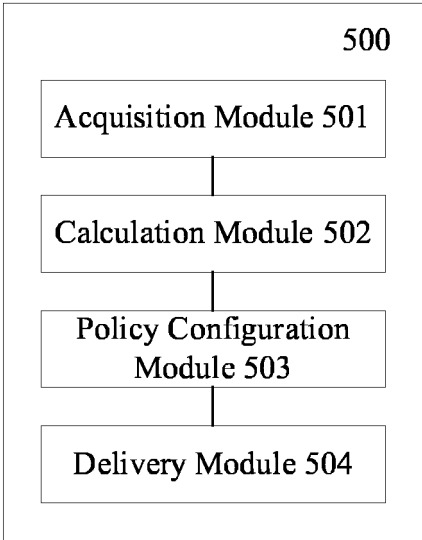 500
Acquisition Module 501
Calculation Module 502
Policy Configuration
Module 503
Delivery Module 504